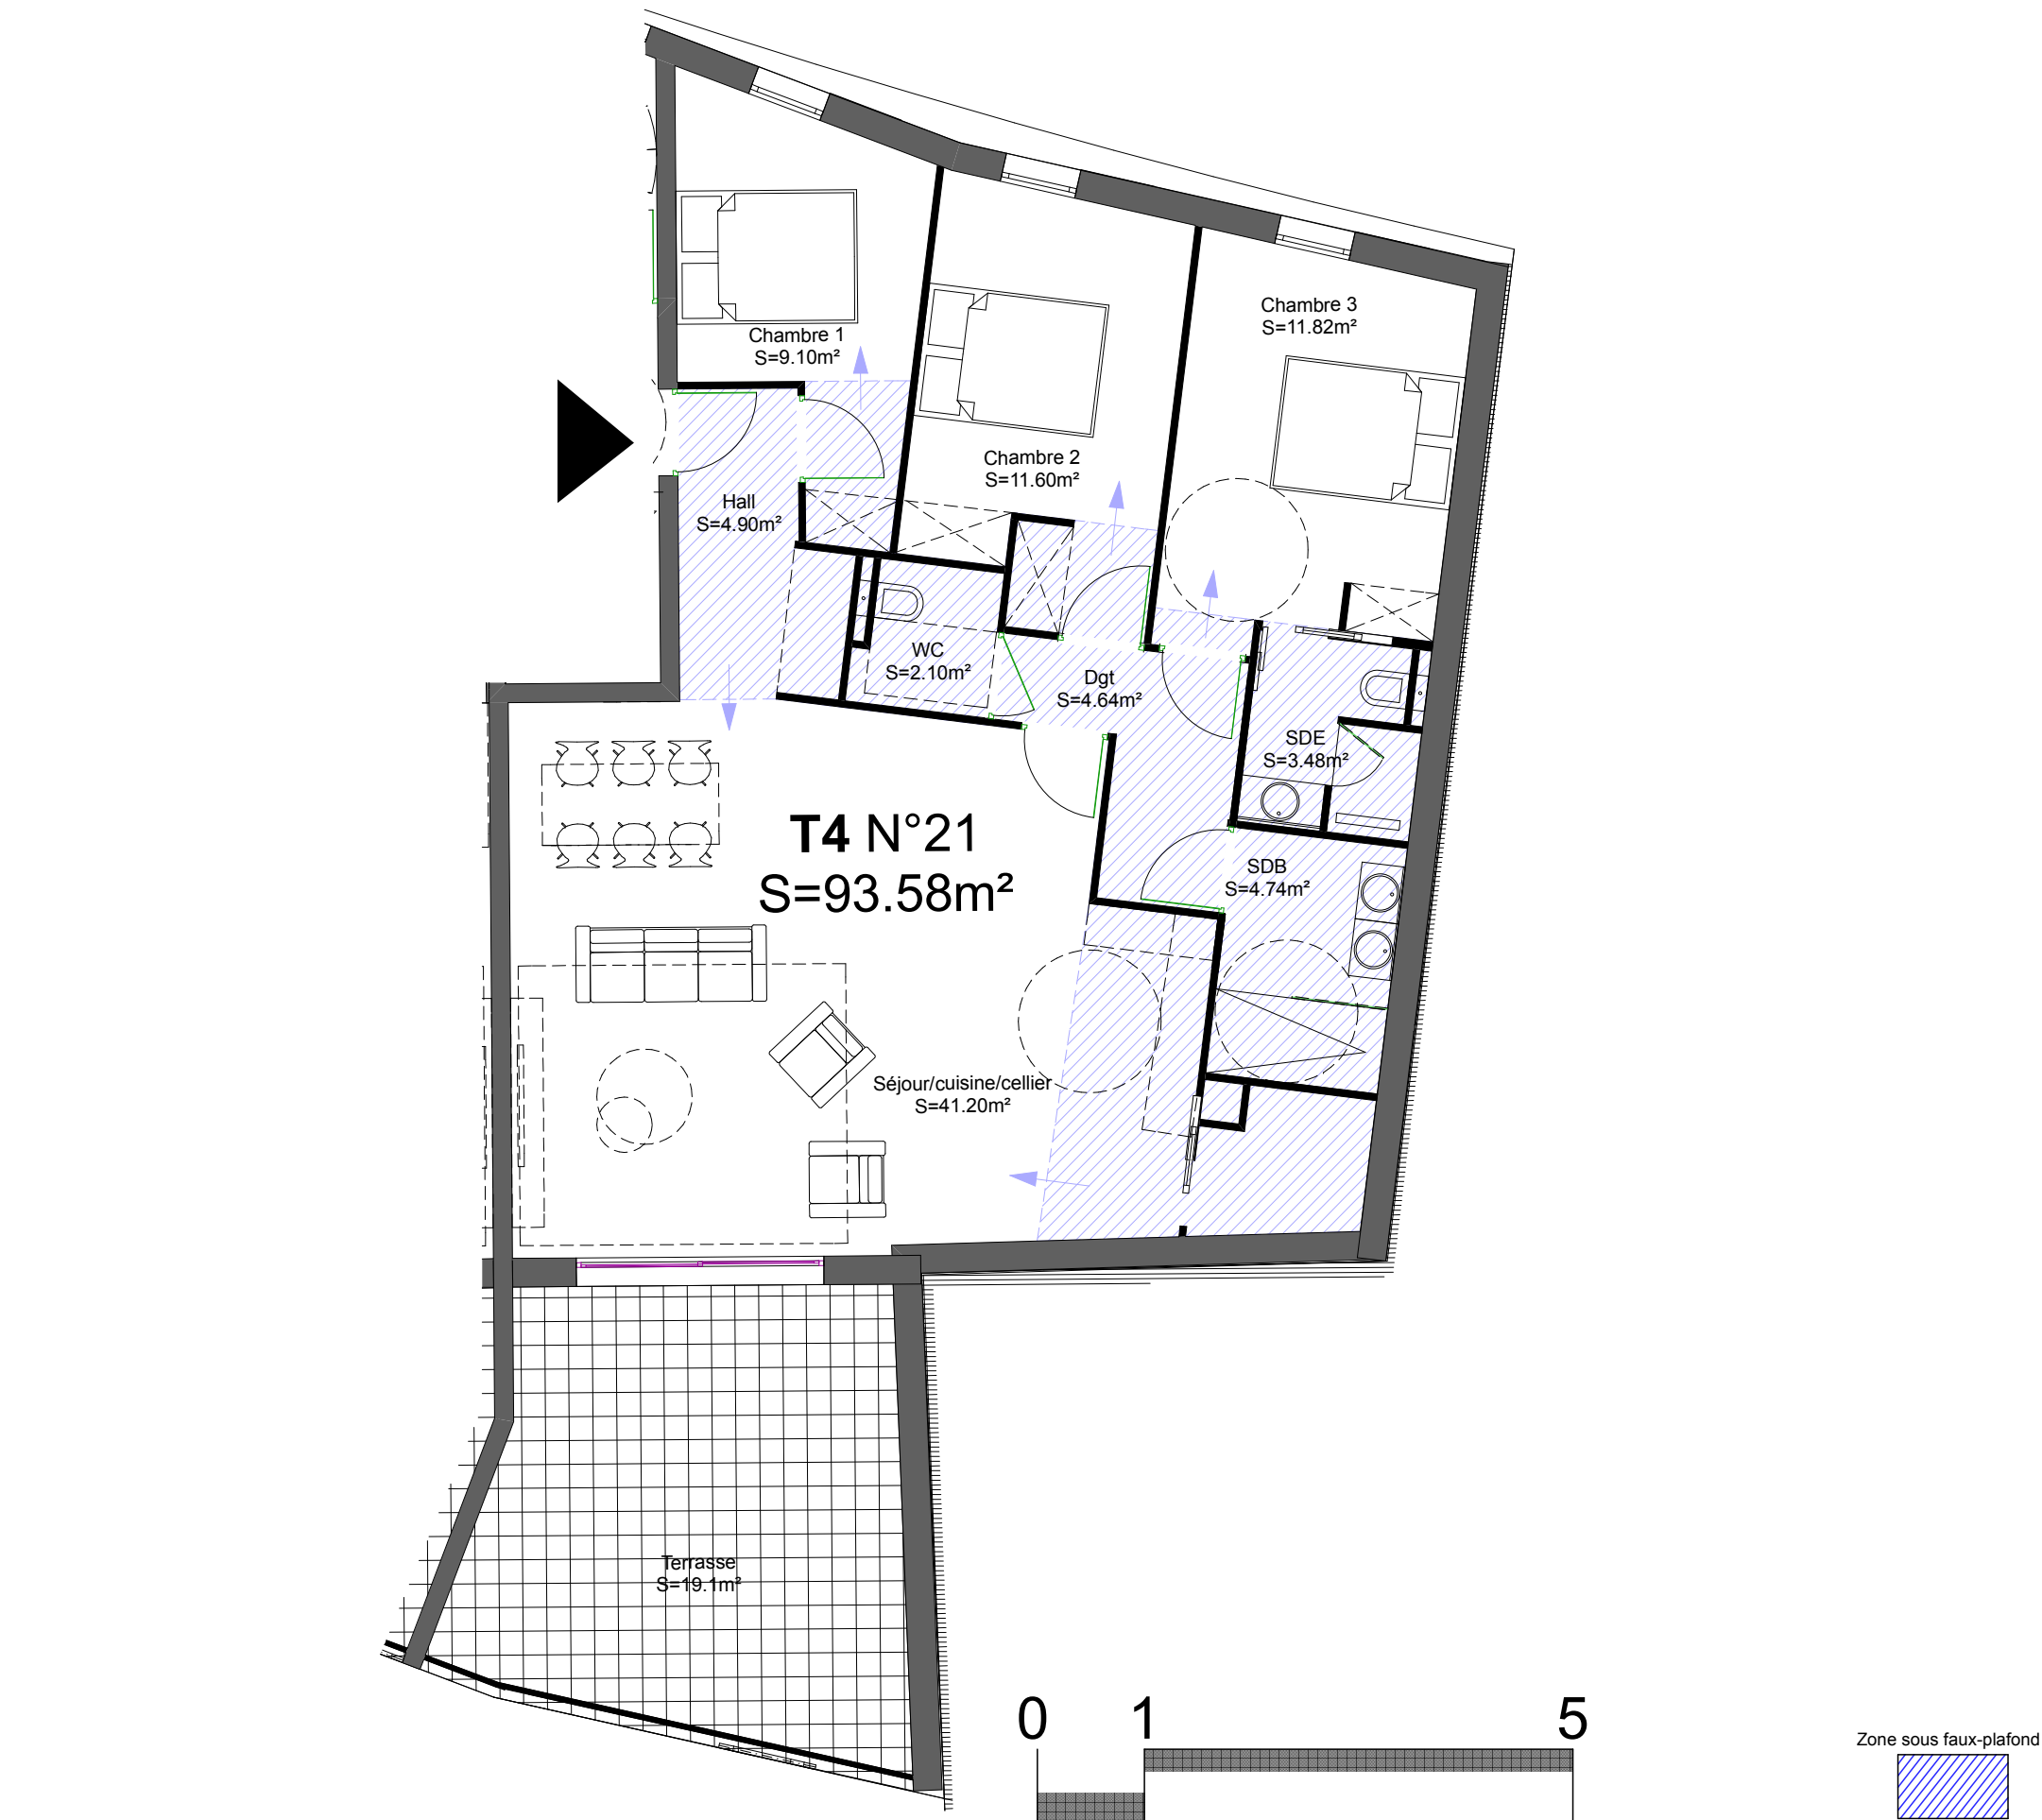 Chambre 1
S=9.10m²
Chambre 3
S=11.82m²
Chambre 2
S=11.60m²
Hall
S=4.90m²
WC
S=2.10m²
Dgt
S=4.64m²
SDE
S=3.48m²
T4 N°21
S=93.58m²
SDB
S=4.74m²
Séjour/cuisine/cellier
S=41.20m²
Terrasse
S=19.1m²
0 1 5
Zone sous faux-plafond